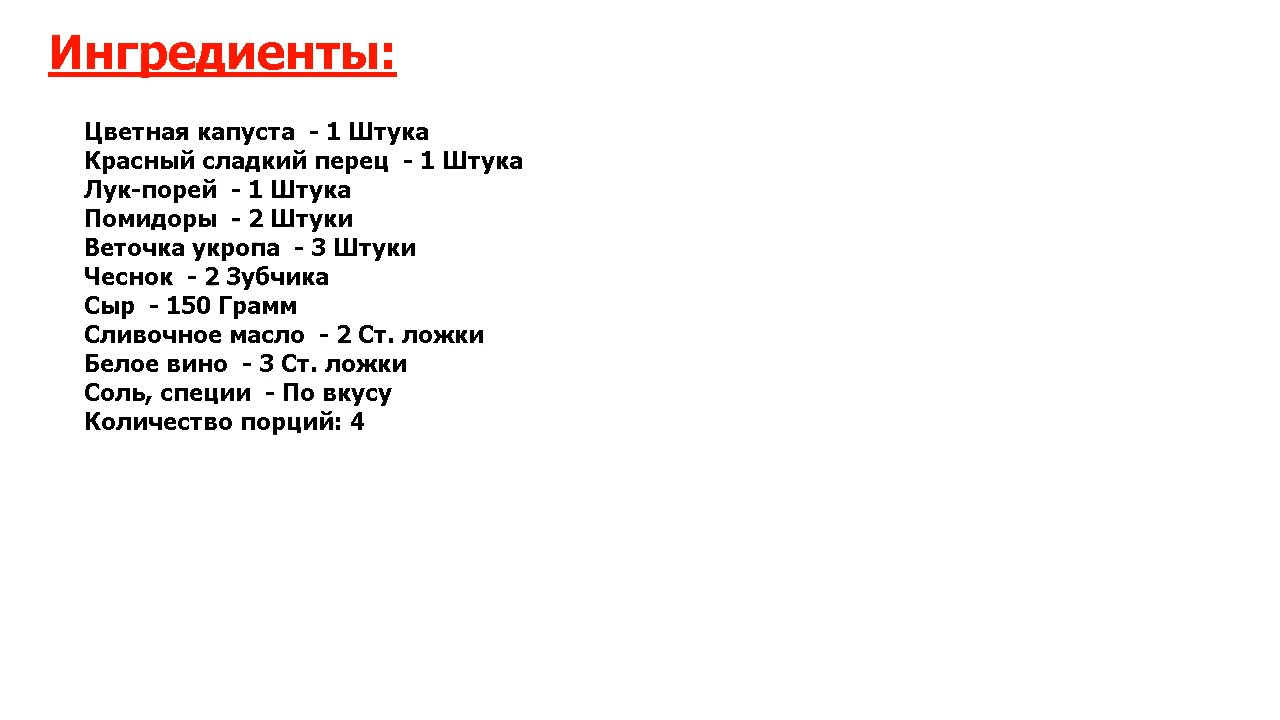 Ингредиенты:
Цветная капуста - 1 Штука
Красный сладкий перец - 1 Штука
Лук-порей - 1 Штука
Помидоры - 2 Штуки
Веточка укропа - 3 Штуки
Чеснок - 2 Зубчика
Сыр - 150 Грамм
Сливочное масло - 2 Ст. ложки
Белое вино - 3 Ст. ложки
Соль, специи - По вкусу
Количество порций: 4